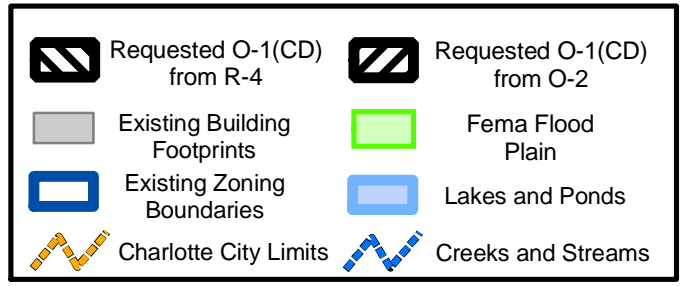 Requested O-1(CD)
from R-4
Requested O-1(CD)
from O-2
Existing Building
Footprints
Fema Flood
Plain
Existing Zoning
Boundaries
Lakes and Ponds
Charlotte City Limits
Creeks and Streams